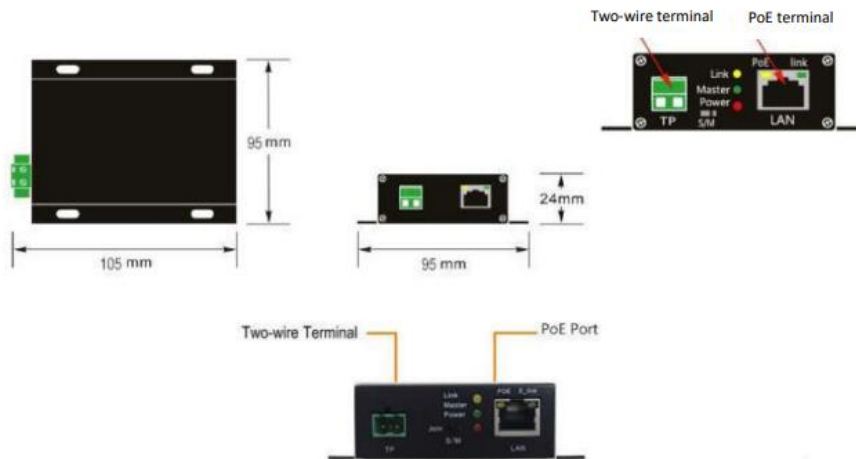 Two-wire terminal
PoE terminal
PoE link
Link
Master
Power
S/M
TP
LAN
95 mm
105 mm
24mm
95 mm
Two-wire Terminal
PoE Port
POE
Link
Master
Power
S/M
TP
LAN